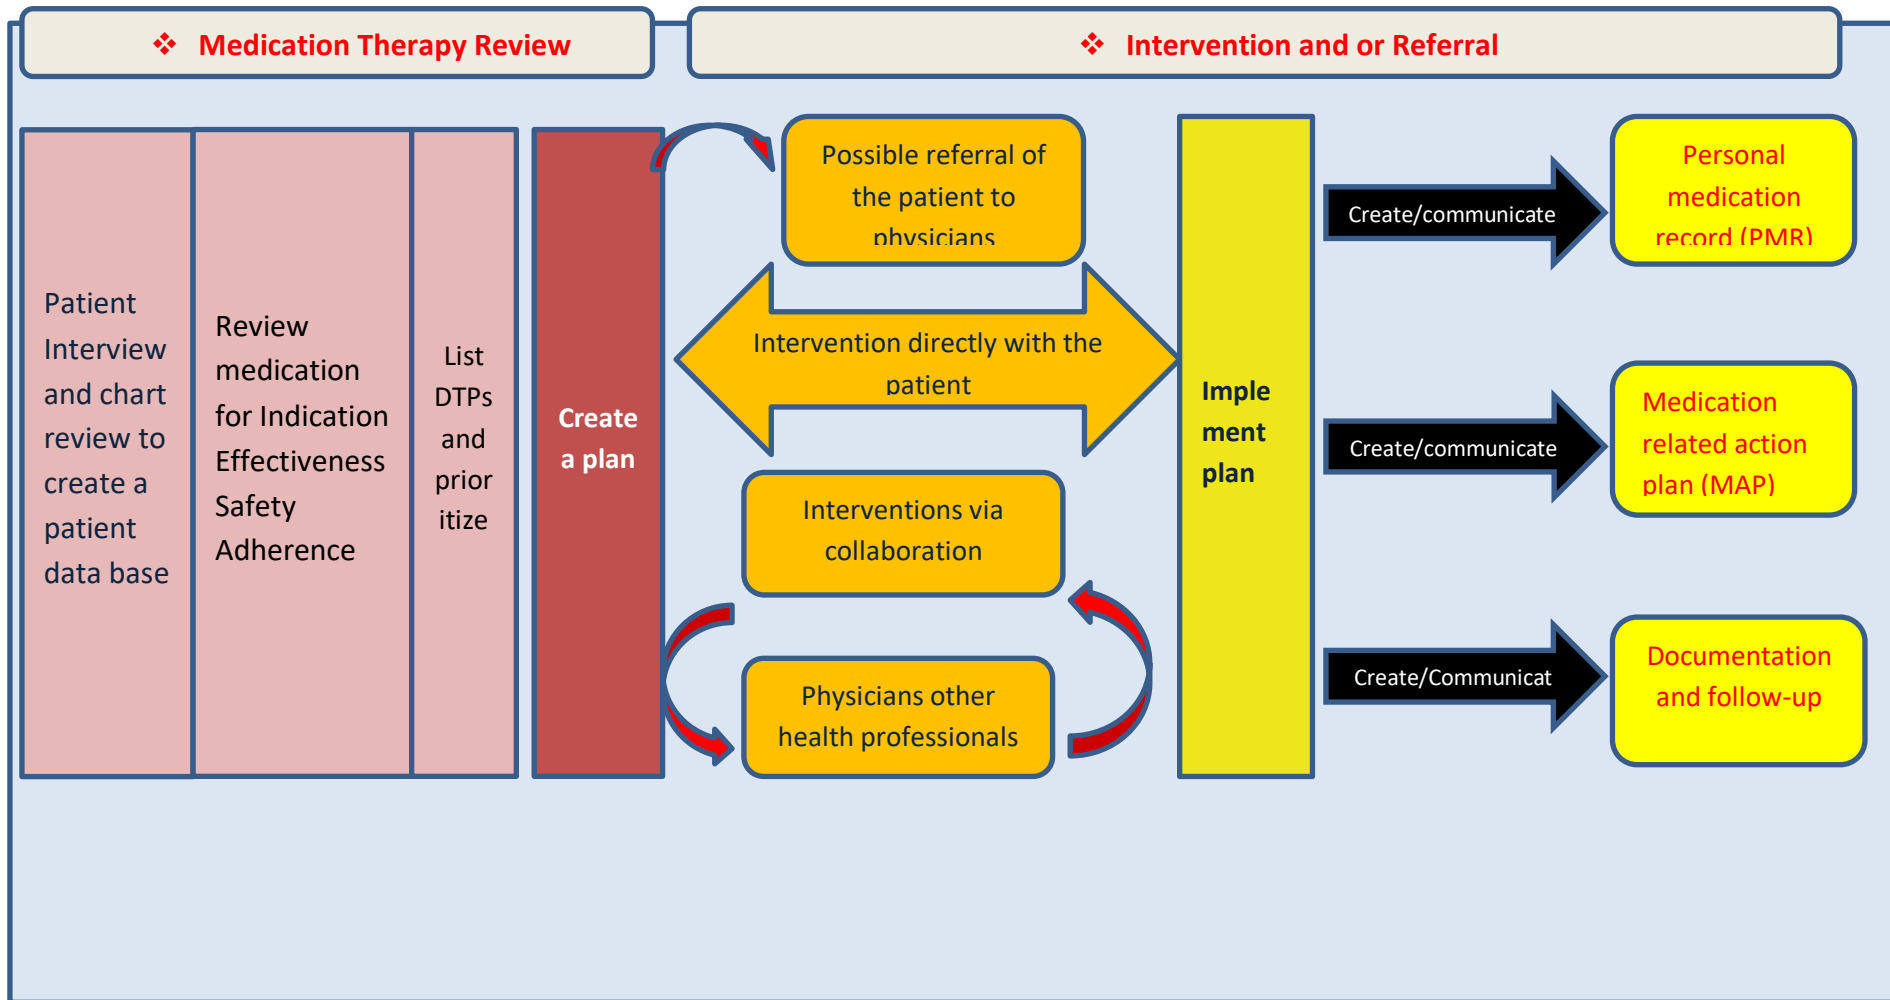 ❖ Medication Therapy Review
❖ Intervention and or Referral
Patient
Interview
and chart
review to
create a
patient
data base
Review
medication
for Indication
Effectiveness
Safety
Adherence
List
DTPs
and
prior
itize
Create
a plan
Possible referral of
the patient to
physicians
Intervention directly with the
patient
Interventions via
collaboration
Physicians other
health professionals
Imple
ment
plan
Create/communicate
Personal
medication
record (PMR)
Create/communicate
Medication
related action
plan (MAP)
Create/Communicat
Documentation
and follow-up